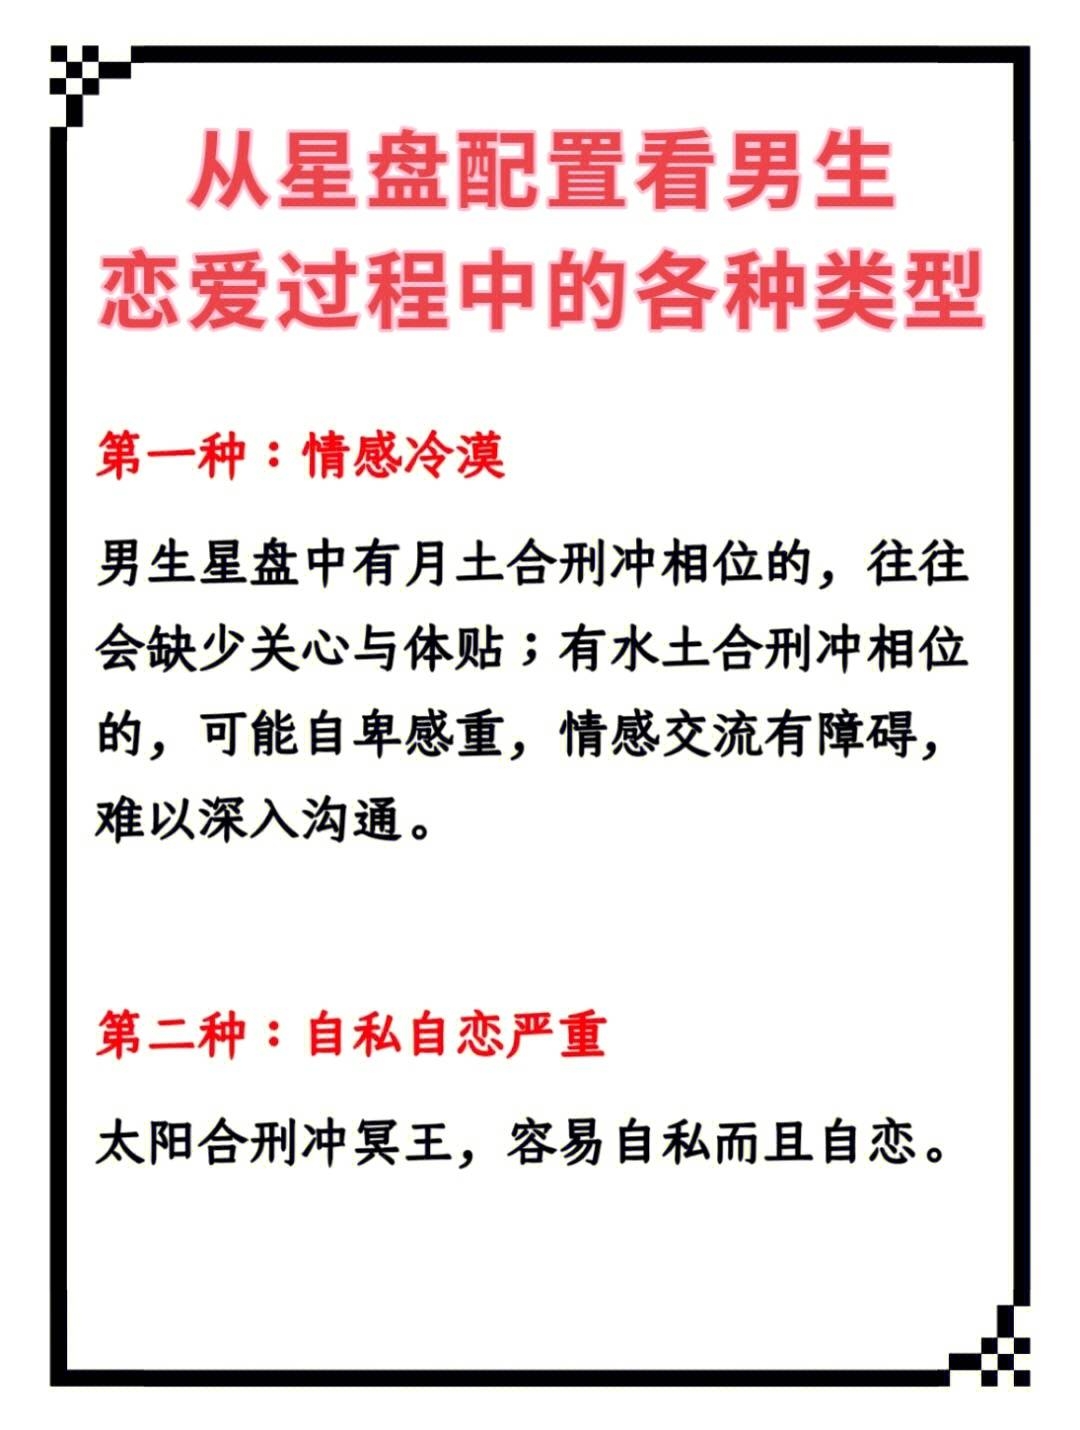 从星盘配置看男生
恋爱过程中的各种类型
第一种：情感冷漠
男生星盘中有月土合刑冲相位的，往往
会缺少关心与体贴；有水土合刑冲相位
的，可能自卑感重，情感交流有障碍，
难以深入沟通。
第二种：自私自恋严重
太阳合刑冲冥王，容易自私而且自恋。